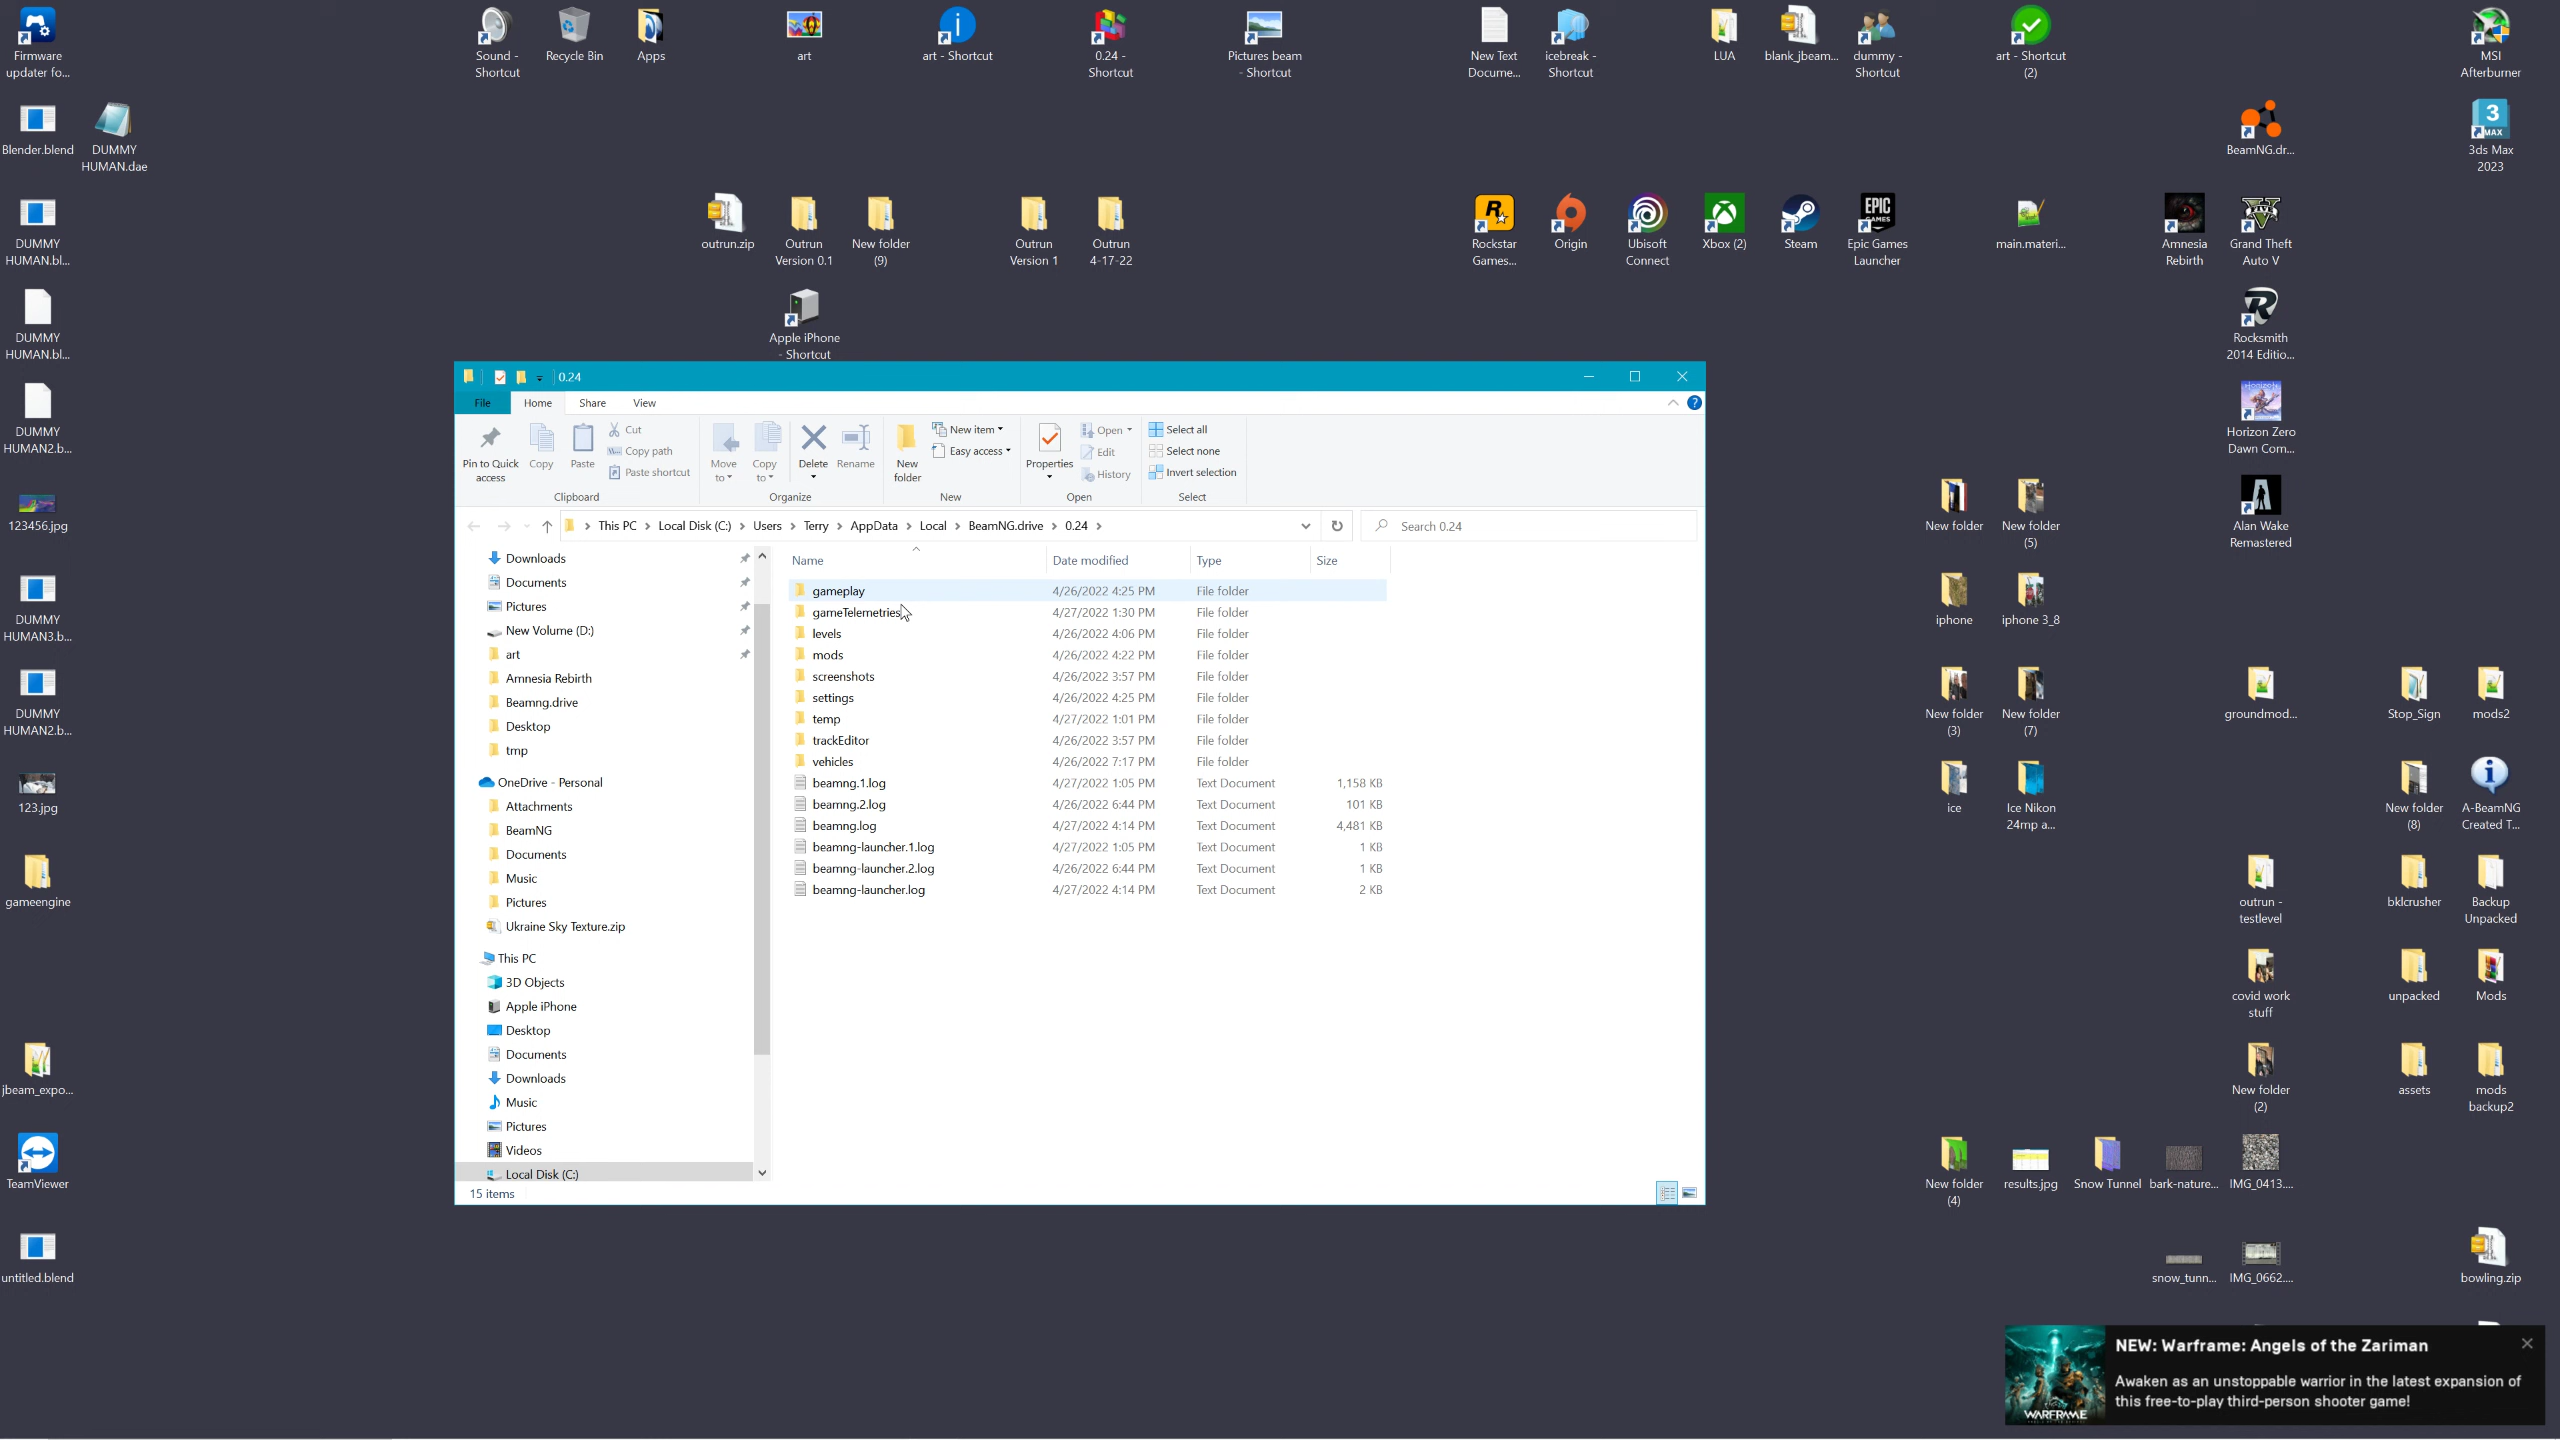 Firmware
updater fo...
Sound -
Shortcut
Recycle Bin
Apps
art
art - Shortcut
0.24 -
Shortcut
Pictures beam
- Shortcut
New Text
Docume...
icebreak -
Shortcut
LUA
blank_jbeam...
dummy -
Shortcut
art - Shortcut
(2)
MSI
Afterburner
Blender.blend
DUMMY
HUMAN.dae
BeamNG.dr...
3ds Max
2023
DUMMY
HUMAN.bl...
outrun.zip
Outrun
Version 0.1
New folder
(9)
Outrun
Version 1
Outrun
4-17-22
Rockstar
Games...
Origin
Ubisoft
Connect
Xbox (2)
Steam
Epic Games
Launcher
main.materi...
Amnesia
Rebirth
Grand Theft
Auto V
DUMMY
HUMAN.bl...
Apple iPhone
- Shortcut
Rocksmith
2014 Editio...
DUMMY
HUMAN2.b...
Horizon Zero
Dawn Com...
123456.jpg
New folder
New folder
(5)
Alan Wake
Remastered
DUMMY
HUMAN3.b...
iphone
iphone 3_8
DUMMY
HUMAN2.b...
New folder
(3)
New folder
(7)
groundmod...
Stop_Sign
mods2
123.jpg
ice
Ice Nikon
24mp a...
New folder
(8)
A-BeamNG
Created T...
gameengine
outrun -
testlevel
bklcrusher
Backup
Unpacked
covid work
stuff
unpacked
Mods
jbeam_expo...
New folder
(2)
assets
mods
backup2
TeamViewer
New folder
(4)
results.jpg
Snow Tunnel
bark-nature...
IMG_0413....
untitled.blend
snow_tunn...
IMG_0662....
bowling.zip
0.24
File
Home
Share
View
Pin to Quick
access
Copy
Paste
Cut
Copy path
Paste shortcut
Clipboard
Move
to
Copy
to
Delete
Rename
Organize
New
folder
New item
Easy access
New
Properties
Open
Edit
History
Open
Select all
Select none
Invert selection
Select
This PC > Local Disk (C:) > Users > Terry > AppData > Local > BeamNG.drive > 0.24 >
Search 0.24
Downloads
Documents
Pictures
New Volume (D:)
art
Amnesia Rebirth
Beamng.drive
Desktop
tmp
OneDrive - Personal
Attachments
BeamNG
Documents
Music
Pictures
Ukraine Sky Texture.zip
This PC
3D Objects
Apple iPhone
Desktop
Documents
Downloads
Music
Pictures
Videos
Local Disk (C:)
Name Date modified Type Size
gameplay 4/26/2022 4:25 PM File folder
gameTelemetries 4/27/2022 1:30 PM File folder
levels 4/26/2022 4:06 PM File folder
mods 4/26/2022 4:22 PM File folder
screenshots 4/26/2022 3:57 PM File folder
settings 4/26/2022 4:25 PM File folder
temp 4/27/2022 1:01 PM File folder
trackEditor 4/26/2022 3:57 PM File folder
vehicles 4/26/2022 7:17 PM File folder
beamng.1.log 4/27/2022 1:05 PM Text Document 1,158 KB
beamng.2.log 4/26/2022 6:44 PM Text Document 101 KB
beamng.log 4/27/2022 4:14 PM Text Document 4,481 KB
beamng-launcher.1.log 4/27/2022 1:05 PM Text Document 1 KB
beamng-launcher.2.log 4/26/2022 6:44 PM Text Document 1 KB
beamng-launcher.log 4/27/2022 4:14 PM Text Document 2 KB
15 items
NEW: Warframe: Angels of the Zariman
Awaken as an unstoppable warrior in the latest expansion of
this free-to-play third-person shooter game!
WARFRAME